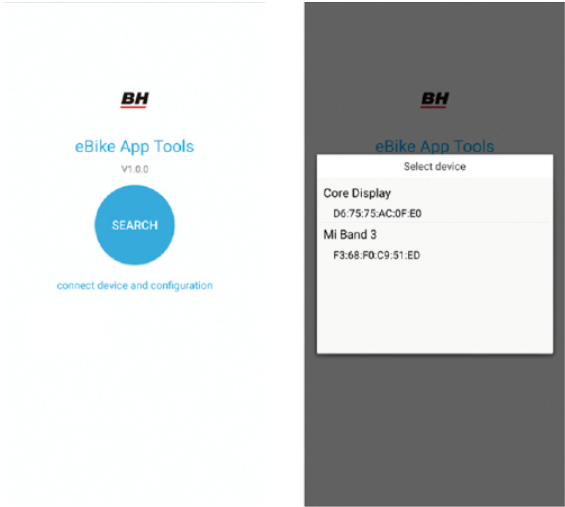 BH
eBike App Tools
V1.0.0
SEARCH
connect device and configuration
BH
eBike App Tools
Select device
Core Display
D6:75:75:AC:0F:E0
Mi Band 3
F3:68:F0:C9:51:ED